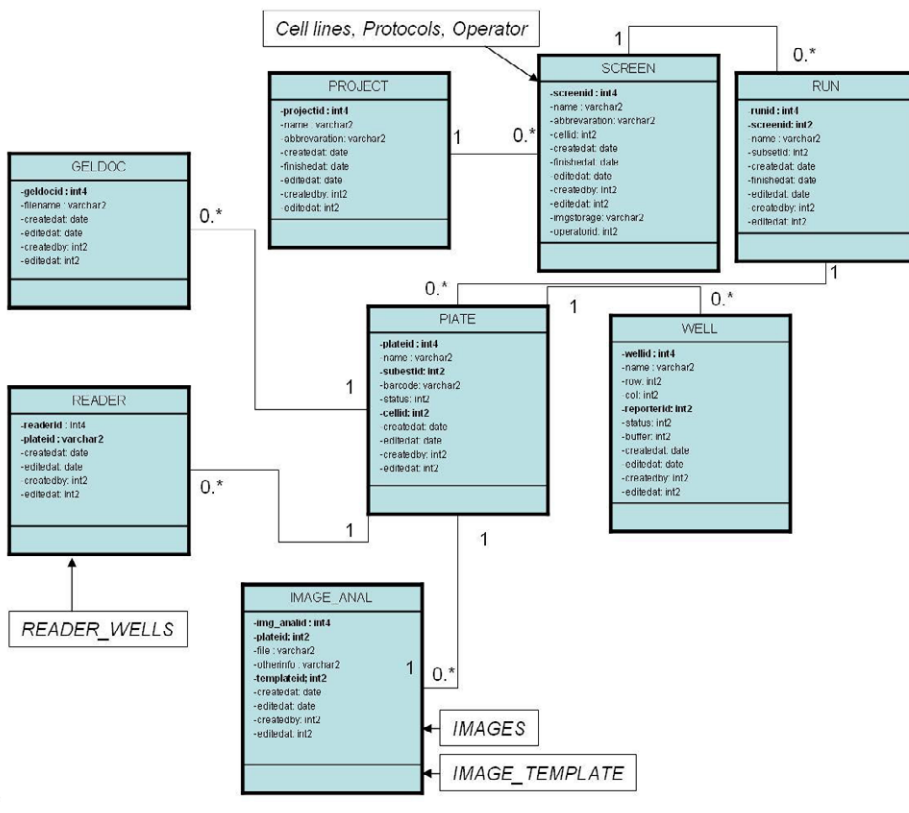 Cell lines, Protocols, Operator
1
0.*
SCREEN
-screenid : int4
-name : varchar2
-abbrevaration: varchar2
-cellid: int2
-createdat: date
-finishedat: date
-editedat: date
-createdby: int2
-editedat: int2
-imgstorage: varchar2
-operatorid: int2
RUN
-runid : int4
-screenid: int2
-name : varchar2
-subsetid: int2
-createdat: date
-finishedat: date
-editedat: date
-createdby: int2
-editedat: int2
PROJECT
-projectid : int4
-name : varchar2
-abbrevaration: varchar2
-createdat: date
-finishedat: date
-editedat: date
-createdby: int2
-editedat: int2
1
0.*
GELDOC
-geldocid : int4
-filename : varchar2
-createdat: date
-editedat: date
-createdby: int2
-editedat: int2
0.*
1
0.*
1
1
0.*
PlATE
-plateid : int4
-name : varchar2
-subestid: int2
-barcode: varchar2
-status: int2
-cellid: int2
-createdat: date
-editedat: date
-createdby: int2
-editedat: int2
WELL
-wellid : int4
-name : varchar2
-row: int2
-col: int2
-reporterid: int2
-status: int2
-buffer: int2
-createdat: date
-editedat: date
-createdby: int2
-editedat: int2
READER
-readerid : int4
-plateid : varchar2
-createdat: date
-editedat: date
-createdby: int2
-editedat: int2
0.*
1
1
READER_WELLS
IMAGE_ANAL
-img_analid : int4
-plateid: int2
-file : varchar2
-otherinfo : varchar2
-templateid: int2
-createdat: date
-editedat: date
-createdby: int2
-editedat: int2
1
0.*
IMAGES
IMAGE_TEMPLATE